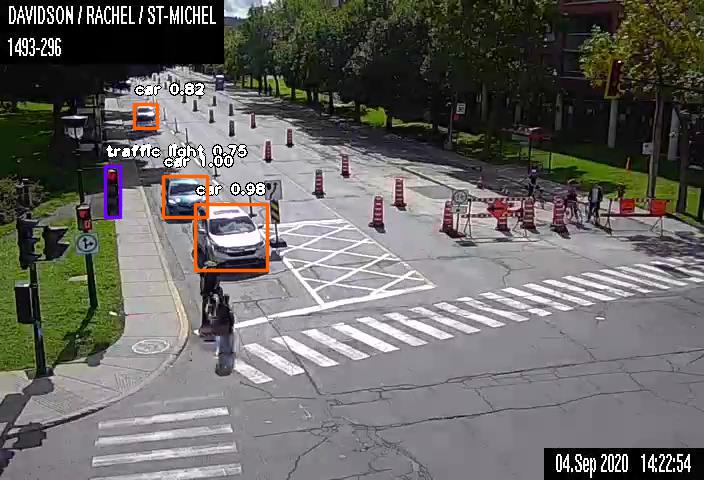 DAVIDSON / RACHEL / ST-MICHEL
1493-296
car 0.82
traffic light 0.75
car 1.00
car 0.98
04.Sep 2020 14:22:54